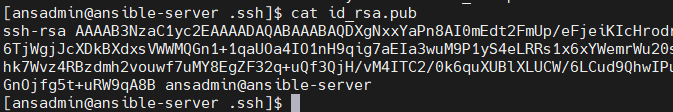 [ansadmin@ansible-server .ssh]$ cat id_rsa.pub
ssh-rsa AAAAB3NzaC1yc2EAAAADAQABAAABAQDXgNxxYaPn8AI0mEdt2FmUp/eFjeiKIcHrodr
6TjWgjJcXDkBXdxsVWWMQGn1+1qaUOa4IO1nH9qig7aEIa3wuM9P1yS4eLRRs1x6xYWemrWu20s
hk7Wvz4RBzdmh2vouwf7uMY8EgZF32q+uQf3QjH/vM4ITC2/0k6quXUBlXLUCW/6LCud9QhwIPu
GnOjfg5t+uRW9qA8B ansadmin@ansible-server
[ansadmin@ansible-server .ssh]$